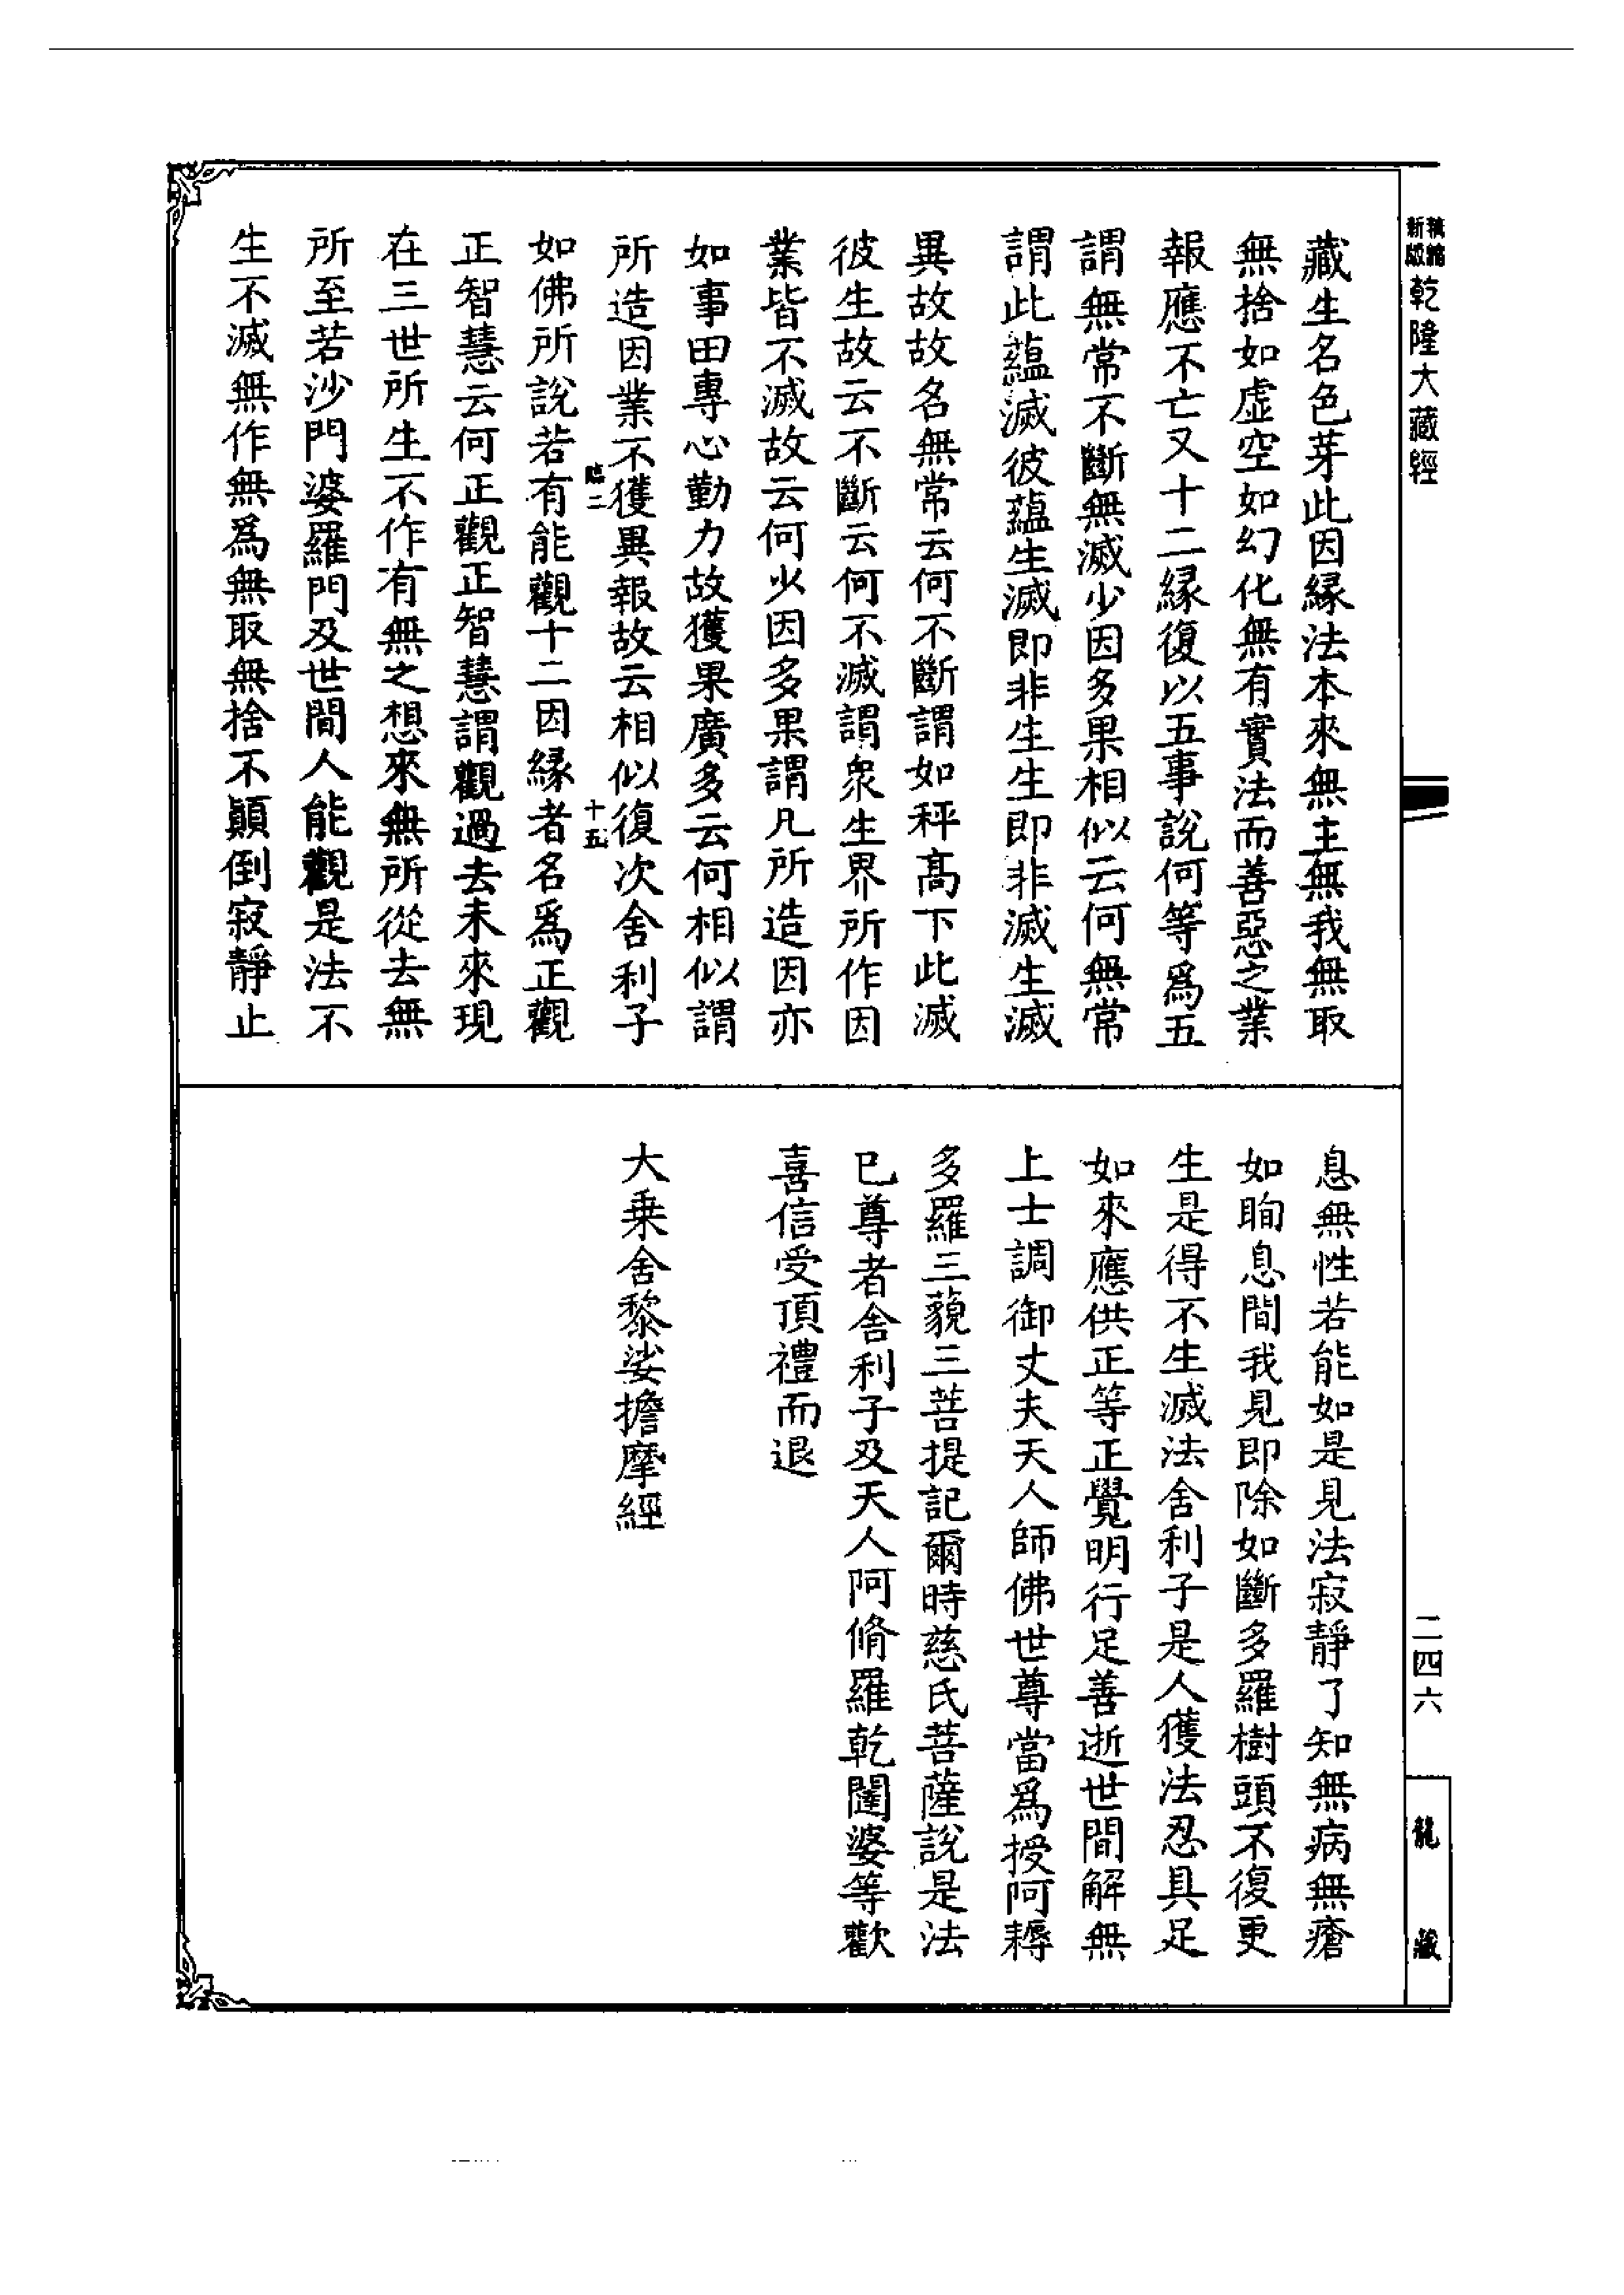 新版精縮乾隆大藏經
藏生名色芽此因緣法本來無主無我無取
無捨如虛空如幻化無有實法而善惡之業
報應不亡又十二緣復以五事說何等爲五
謂無常不斷無滅少因多果相似云何無常
謂此蘊滅彼蘊生滅即非生生即非滅生滅
異故故名無常云何不斷謂如秤高下此滅
彼生故云不斷云何不滅謂衆生界所作因
業皆不滅故云何少因多果謂凡所造因亦
如事田專心勤力故獲果廣多云何相似謂
所造因業不獲異報故云相似復次舍利子
十五
如佛所說若有能觀十二因緣者名爲正觀
正智慧云何正觀正智慧謂觀過去未來現
在三世所生不作有無之想來無所從去無
所至若沙門婆羅門及世間人能觀是法不
生不滅無作無爲無取無捨不顛倒寂靜止
息無性若能如是見法寂靜了知無病無瘡
如眴息間我見即除如斷多羅樹頭不復更
生是得不生滅法舍利子是人獲法忍具足
如來應供正等正覺明行足善逝世間解無
上士調御丈夫天人師佛世尊當爲授阿耨
多羅三藐三菩提記爾時慈氏菩薩說是法
已尊者舍利子及天人阿脩羅乾闥婆等歡
喜信受頂禮而退
大乘舍黎娑擔摩經
二四六
龍藏